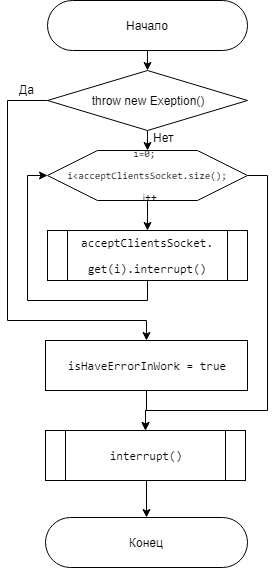 Начало
Да
throw new Exeption()
Нет
i=0;
i<acceptClientsSocket.size();
i++
acceptClientsSocket.
get(i).interrupt()
isHaveErrorInWork = true
interrupt()
Конец